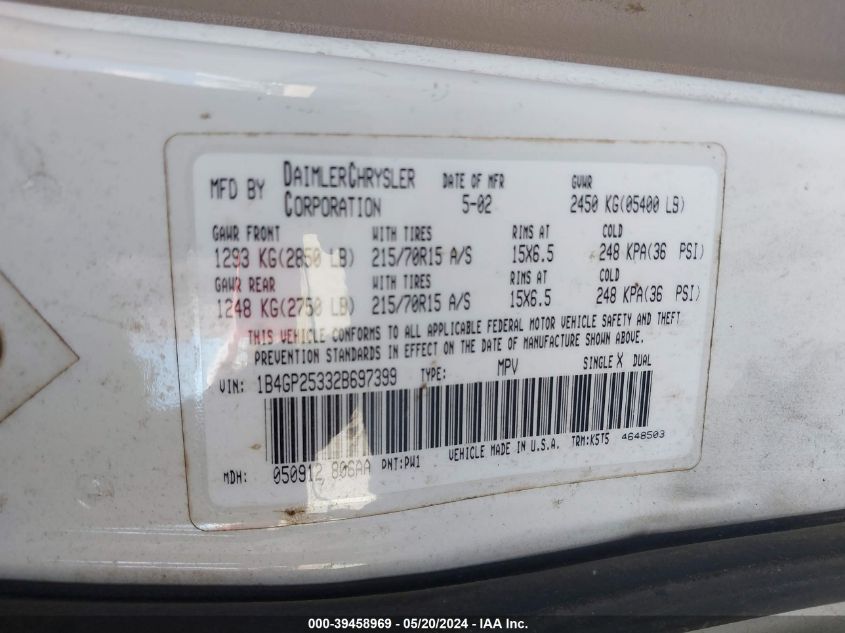 MFD BY DAIMLERCHRYSLER CORPORATION DATE OF MFR 5-02 GVWR 2450 KG(05400 LB)
GAWR FRONT WITH TIRES RIMS AT COLD
1293 KG(2850 LB) 215/70R15 A/S 15X6.5 248 KPA(36 PSI)
GAWR REAR WITH TIRES RIMS AT COLD
1248 KG(2750 LB) 215/70R15 A/S 15X6.5 248 KPA(36 PSI)
THIS VEHICLE CONFORMS TO ALL APPLICABLE FEDERAL MOTOR VEHICLE SAFETY AND THEFT
PREVENTION STANDARDS IN EFFECT ON THE DATE OF MANUFACTURE SHOWN ABOVE.
VIN: 1B4GP25332B697399 TYPE: MPV SINGLE X DUAL
MDH: 050912 806AA PNT:PW1 VEHICLE MADE IN U.S.A. TRM:K5T5 4648503
000-39458969 - 05/20/2024 - IAA Inc.